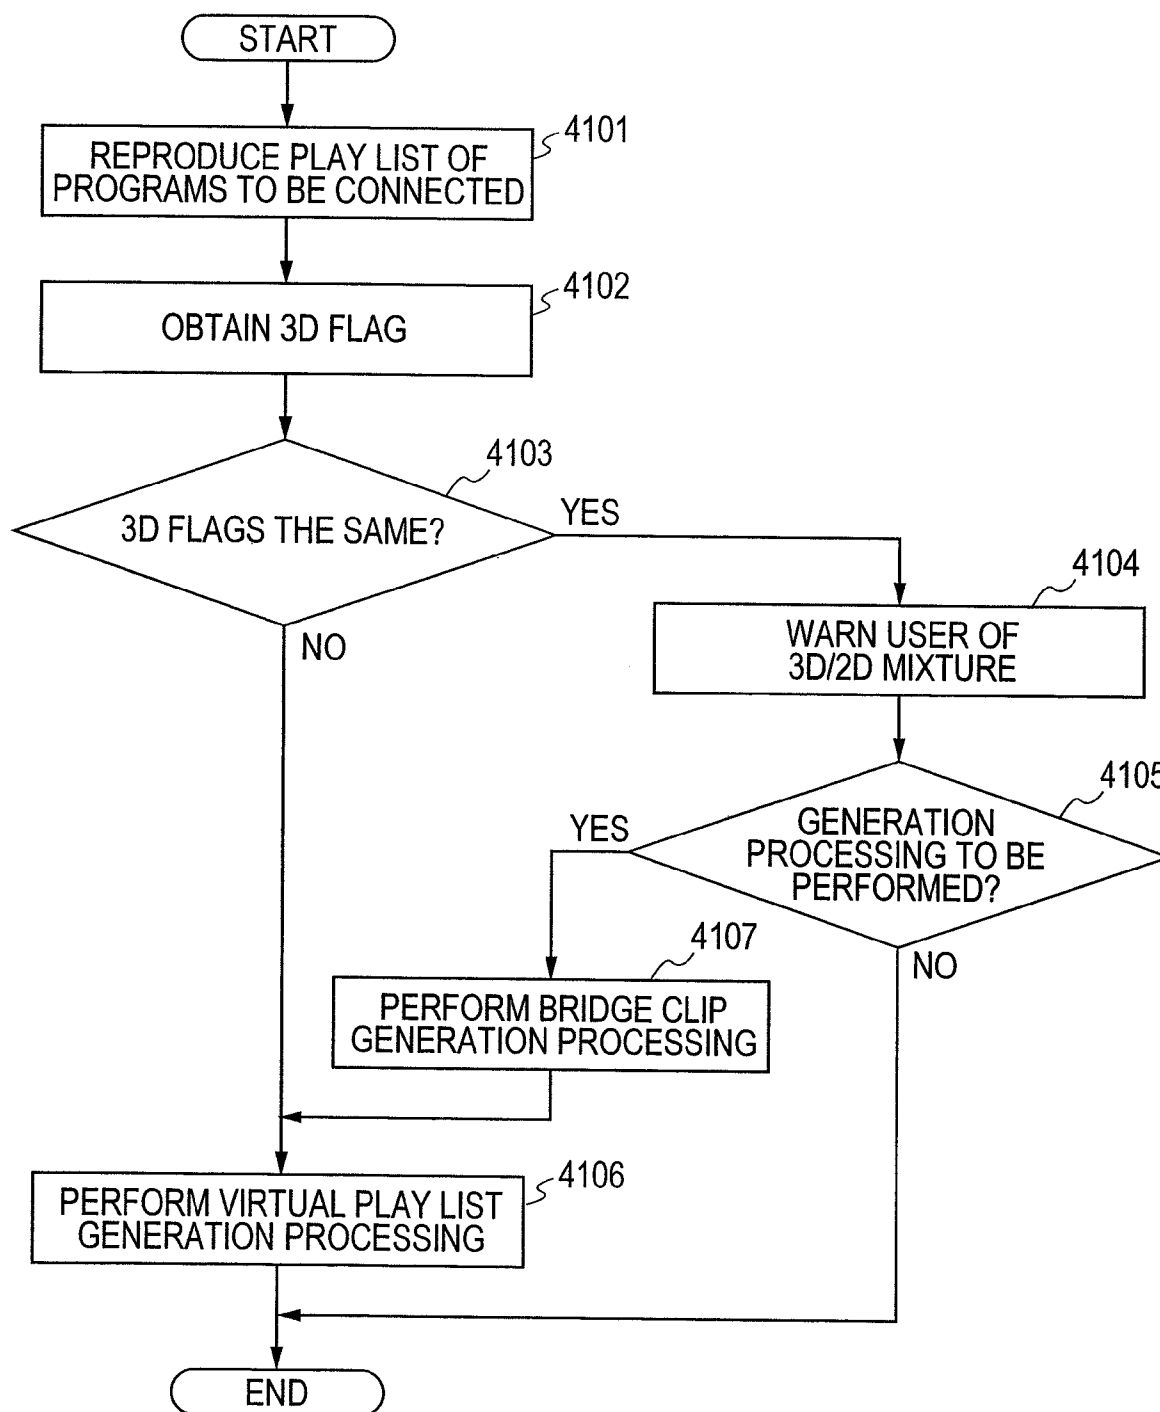 START
4101
REPRODUCE PLAY LIST OF
PROGRAMS TO BE CONNECTED
4102
OBTAIN 3D FLAG
4103
3D FLAGS THE SAME?
YES
NO
4104
WARN USER OF
3D/2D MIXTURE
4105
GENERATION
PROCESSING TO BE
PERFORMED?
YES
NO
4107
PERFORM BRIDGE CLIP
GENERATION PROCESSING
4106
PERFORM VIRTUAL PLAY LIST
GENERATION PROCESSING
END